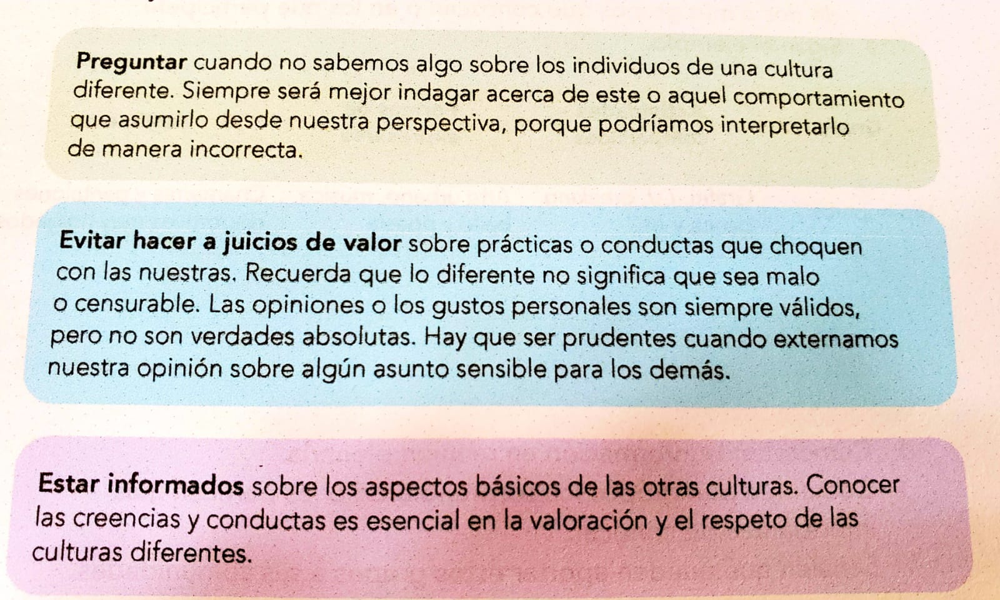 Preguntar cuando no sabemos algo sobre los individuos de una cultura
diferente. Siempre será mejor indagar acerca de este o aquel comportamiento
que asumirlo desde nuestra perspectiva, porque podríamos interpretarlo
de manera incorrecta.
Evitar hacer a juicios de valor sobre prácticas o conductas que choquen
con las nuestras. Recuerda que lo diferente no significa que sea malo
o censurable. Las opiniones o los gustos personales son siempre válidos,
pero no son verdades absolutas. Hay que ser prudentes cuando externamos
nuestra opinión sobre algún asunto sensible para los demás.
Estar informados sobre los aspectos básicos de las otras culturas. Conocer
las creencias y conductas es esencial en la valoración y el respeto de las
culturas diferentes.